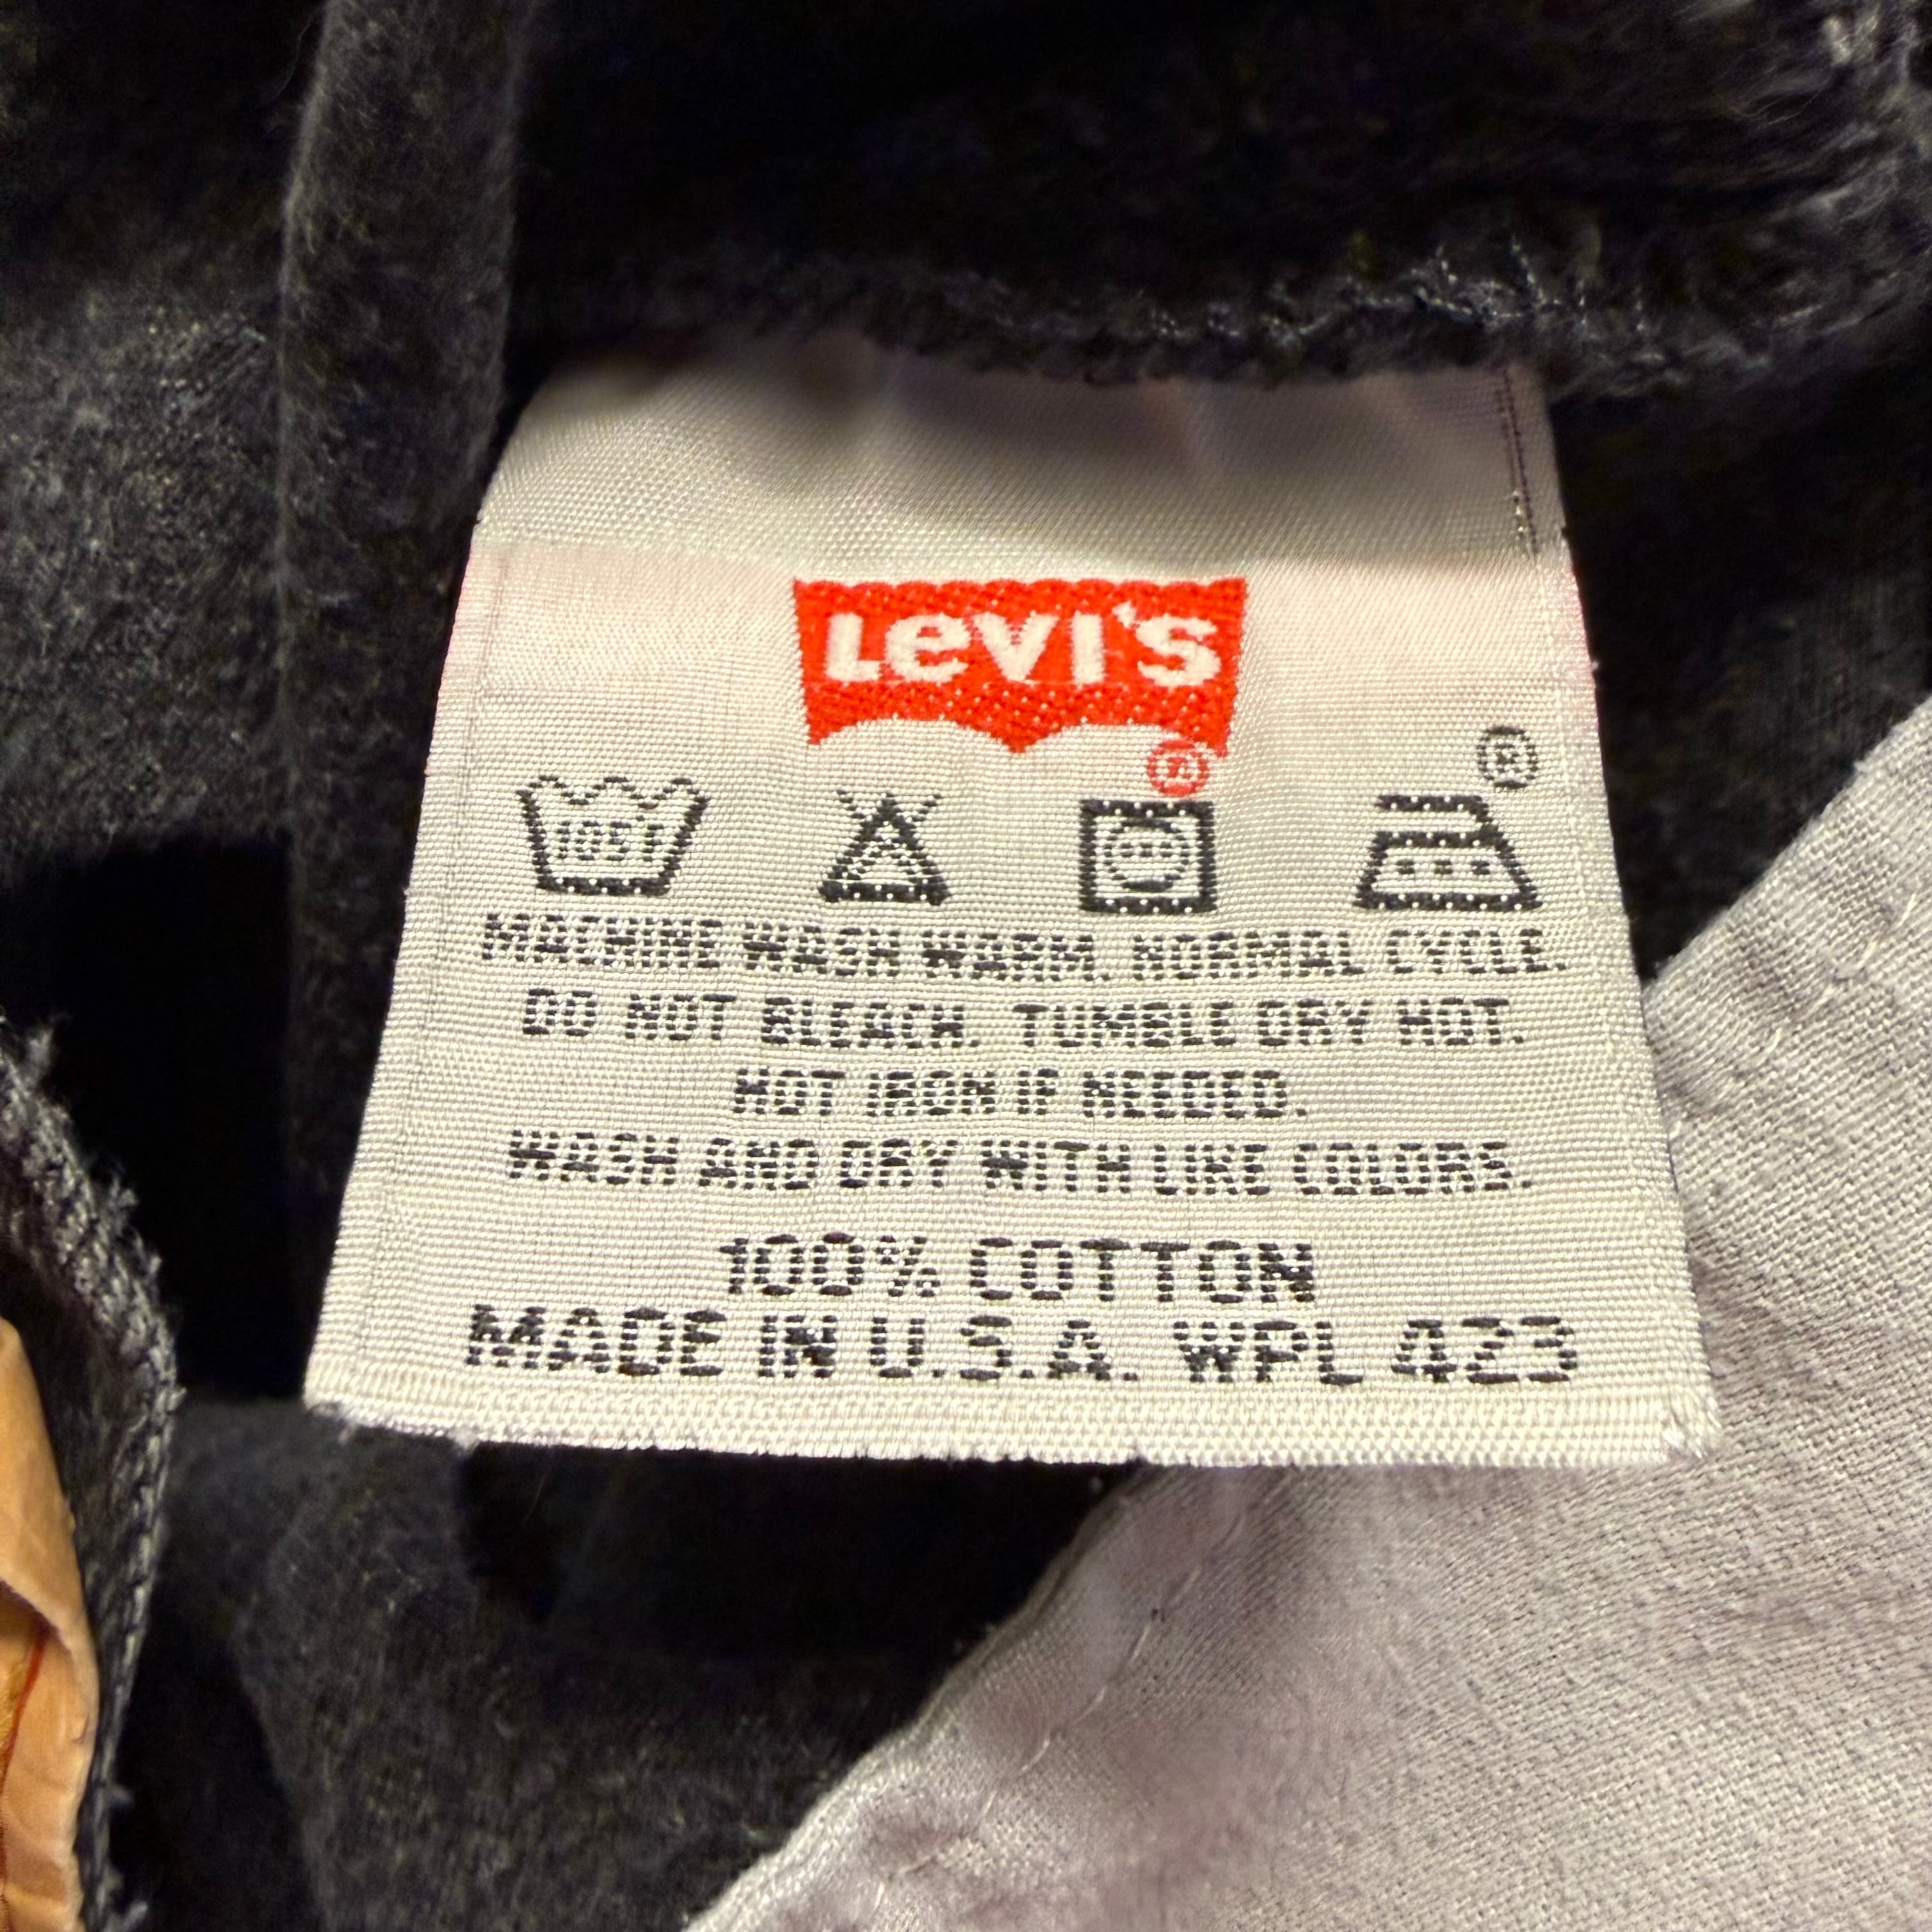 Levi's
®
®
105F
MACHINE WASH WARM. NORMAL CYCLE.
DO NOT BLEACH. TUMBLE DRY HOT.
HOT IRON IF NEEDED.
WASH AND DRY WITH LIKE COLORS.
100% COTTON
MADE IN U.S.A. WPL 423